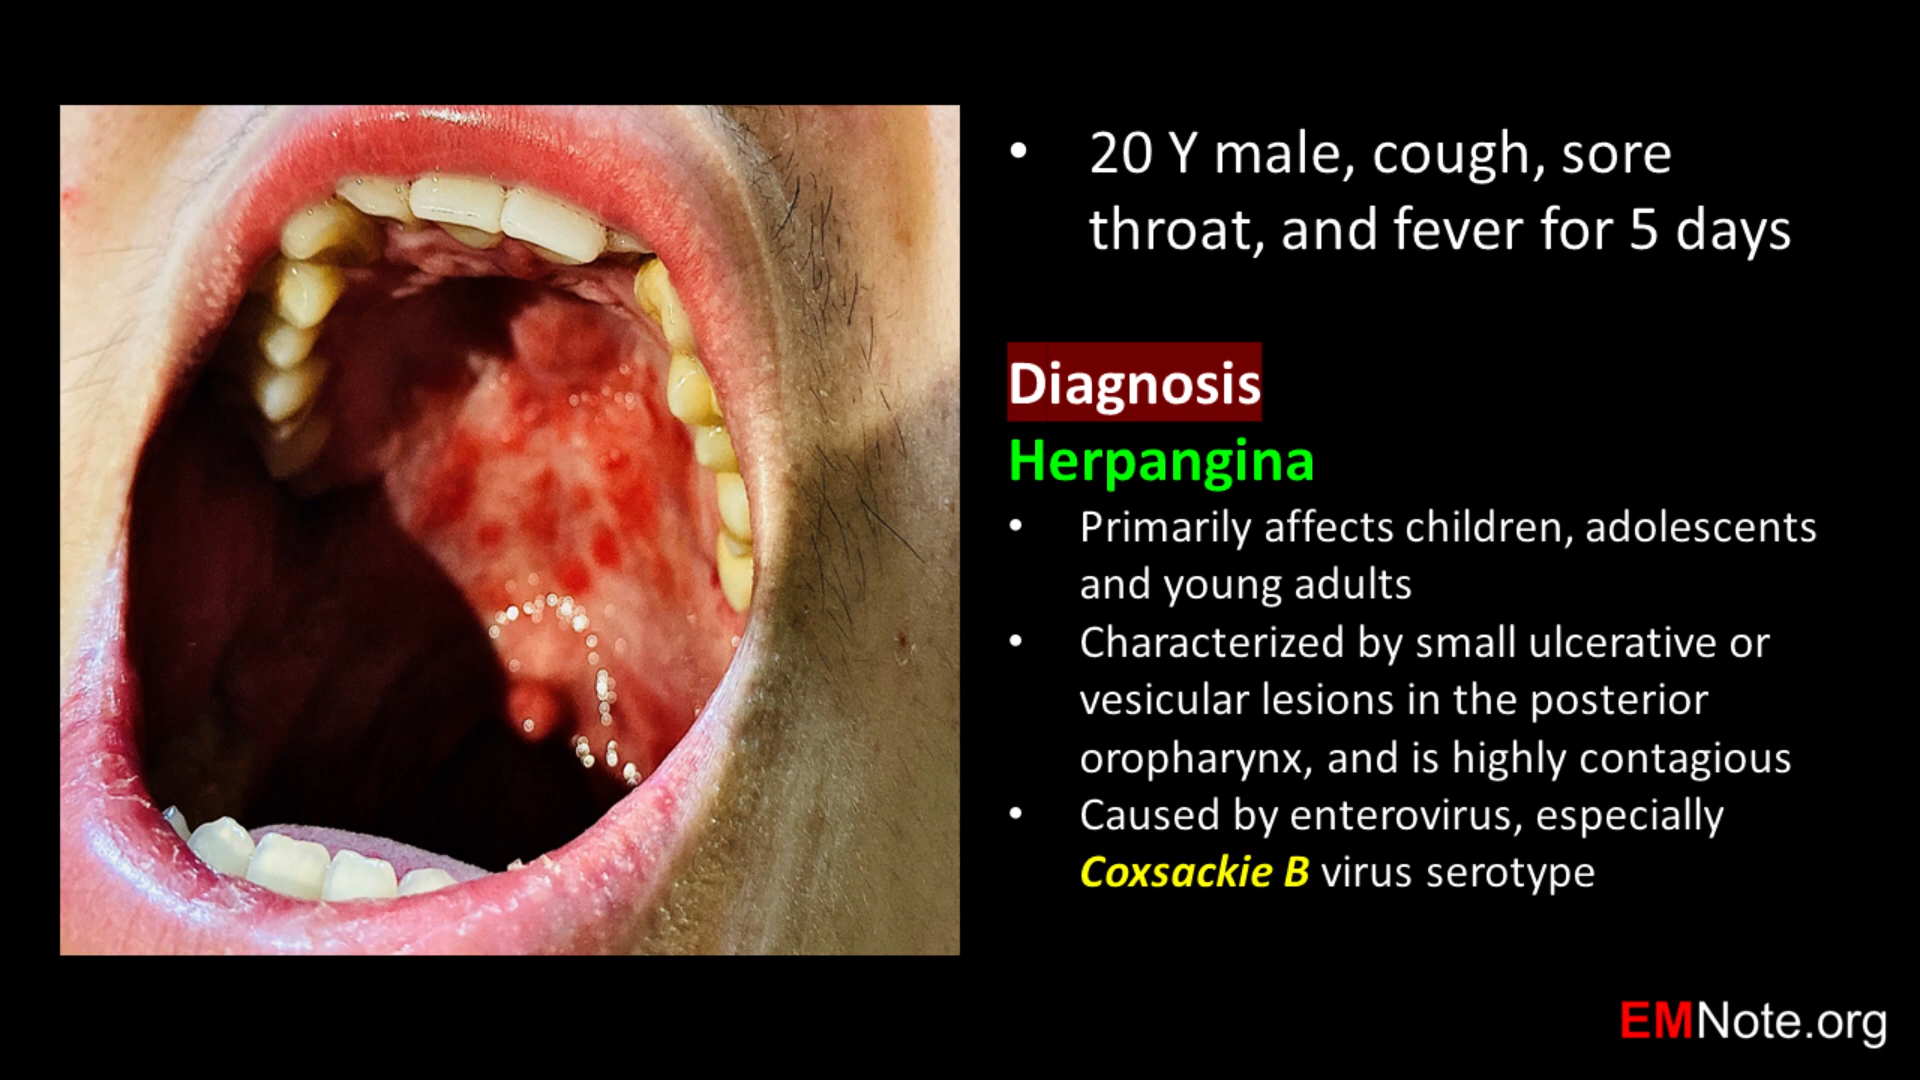 • 20 Y male, cough, sore
throat, and fever for 5 days
Diagnosis
Herpangina
• Primarily affects children, adolescents
and young adults
• Characterized by small ulcerative or
vesicular lesions in the posterior
oropharynx, and is highly contagious
• Caused by enterovirus, especially
Coxsackie B virus serotype
EMNote.org